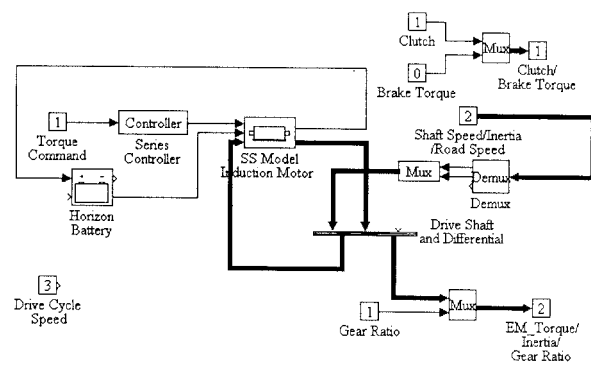 1
Clutch
0
Brake Torque
Mux
1
Clutch/
Brake Torque
1
Torque
Command
Controller
Series
Controller
SS Model
Induction Motor
2
Shaft Speed/Inertia
/Road Speed
Mux
Demux
Demux
+ -
Horizon
Battery
Drive Shaft
and Differential
3
Drive Cycle
Speed
1
Gear Ratio
Mux
2
EM_Torque/
Inertia/
Gear Ratio